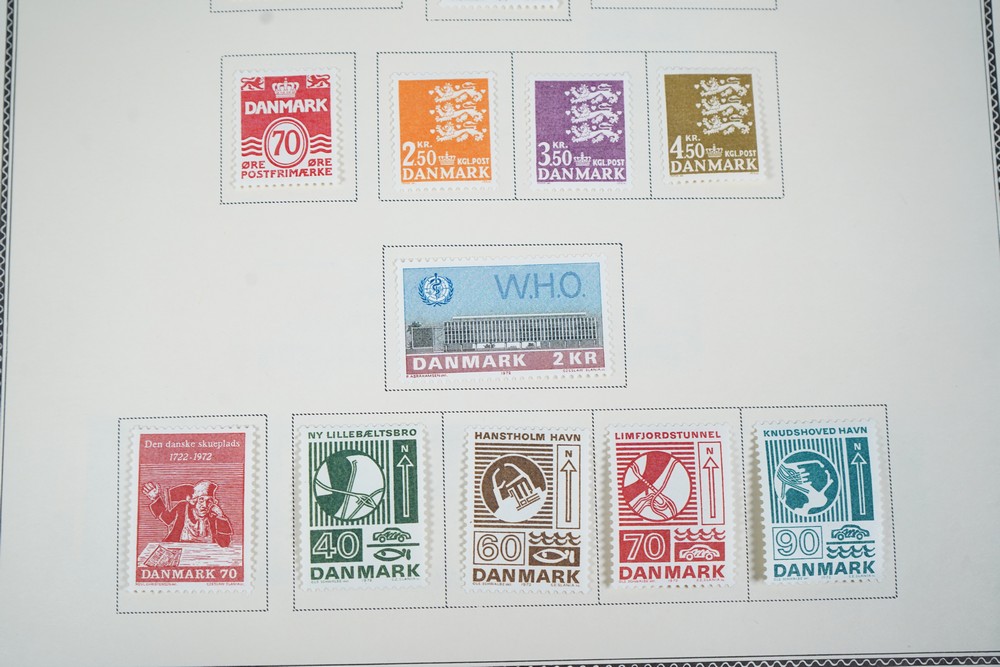 DANMARK
70
ØRE ØRE
POSTFRIMÆRKE
2.50 KR.
KGL.POST
DANMARK
3.50 KR.
KGL.POST
DANMARK
4.50 KR.
KGL.POST
DANMARK
W.H.O.
DANMARK 2 KR
Den danske skueplads
1722-1972
DANMARK 70
NY LILLEBÆLTSBRO
N
40
DANMARK
HANSTHOLM HAVN
N
60
DANMARK
LIMFJORDSTUNNEL
N
70
DANMARK
KNUDSHOVED HAVN
N
90
DANMARK